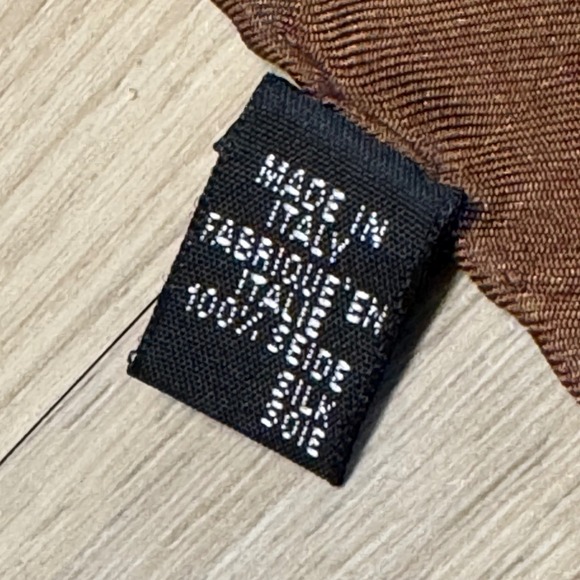 MADE IN
ITALY
FABRIQUE'EN
ITALIE
100% SEIDE
SILK
SOIE